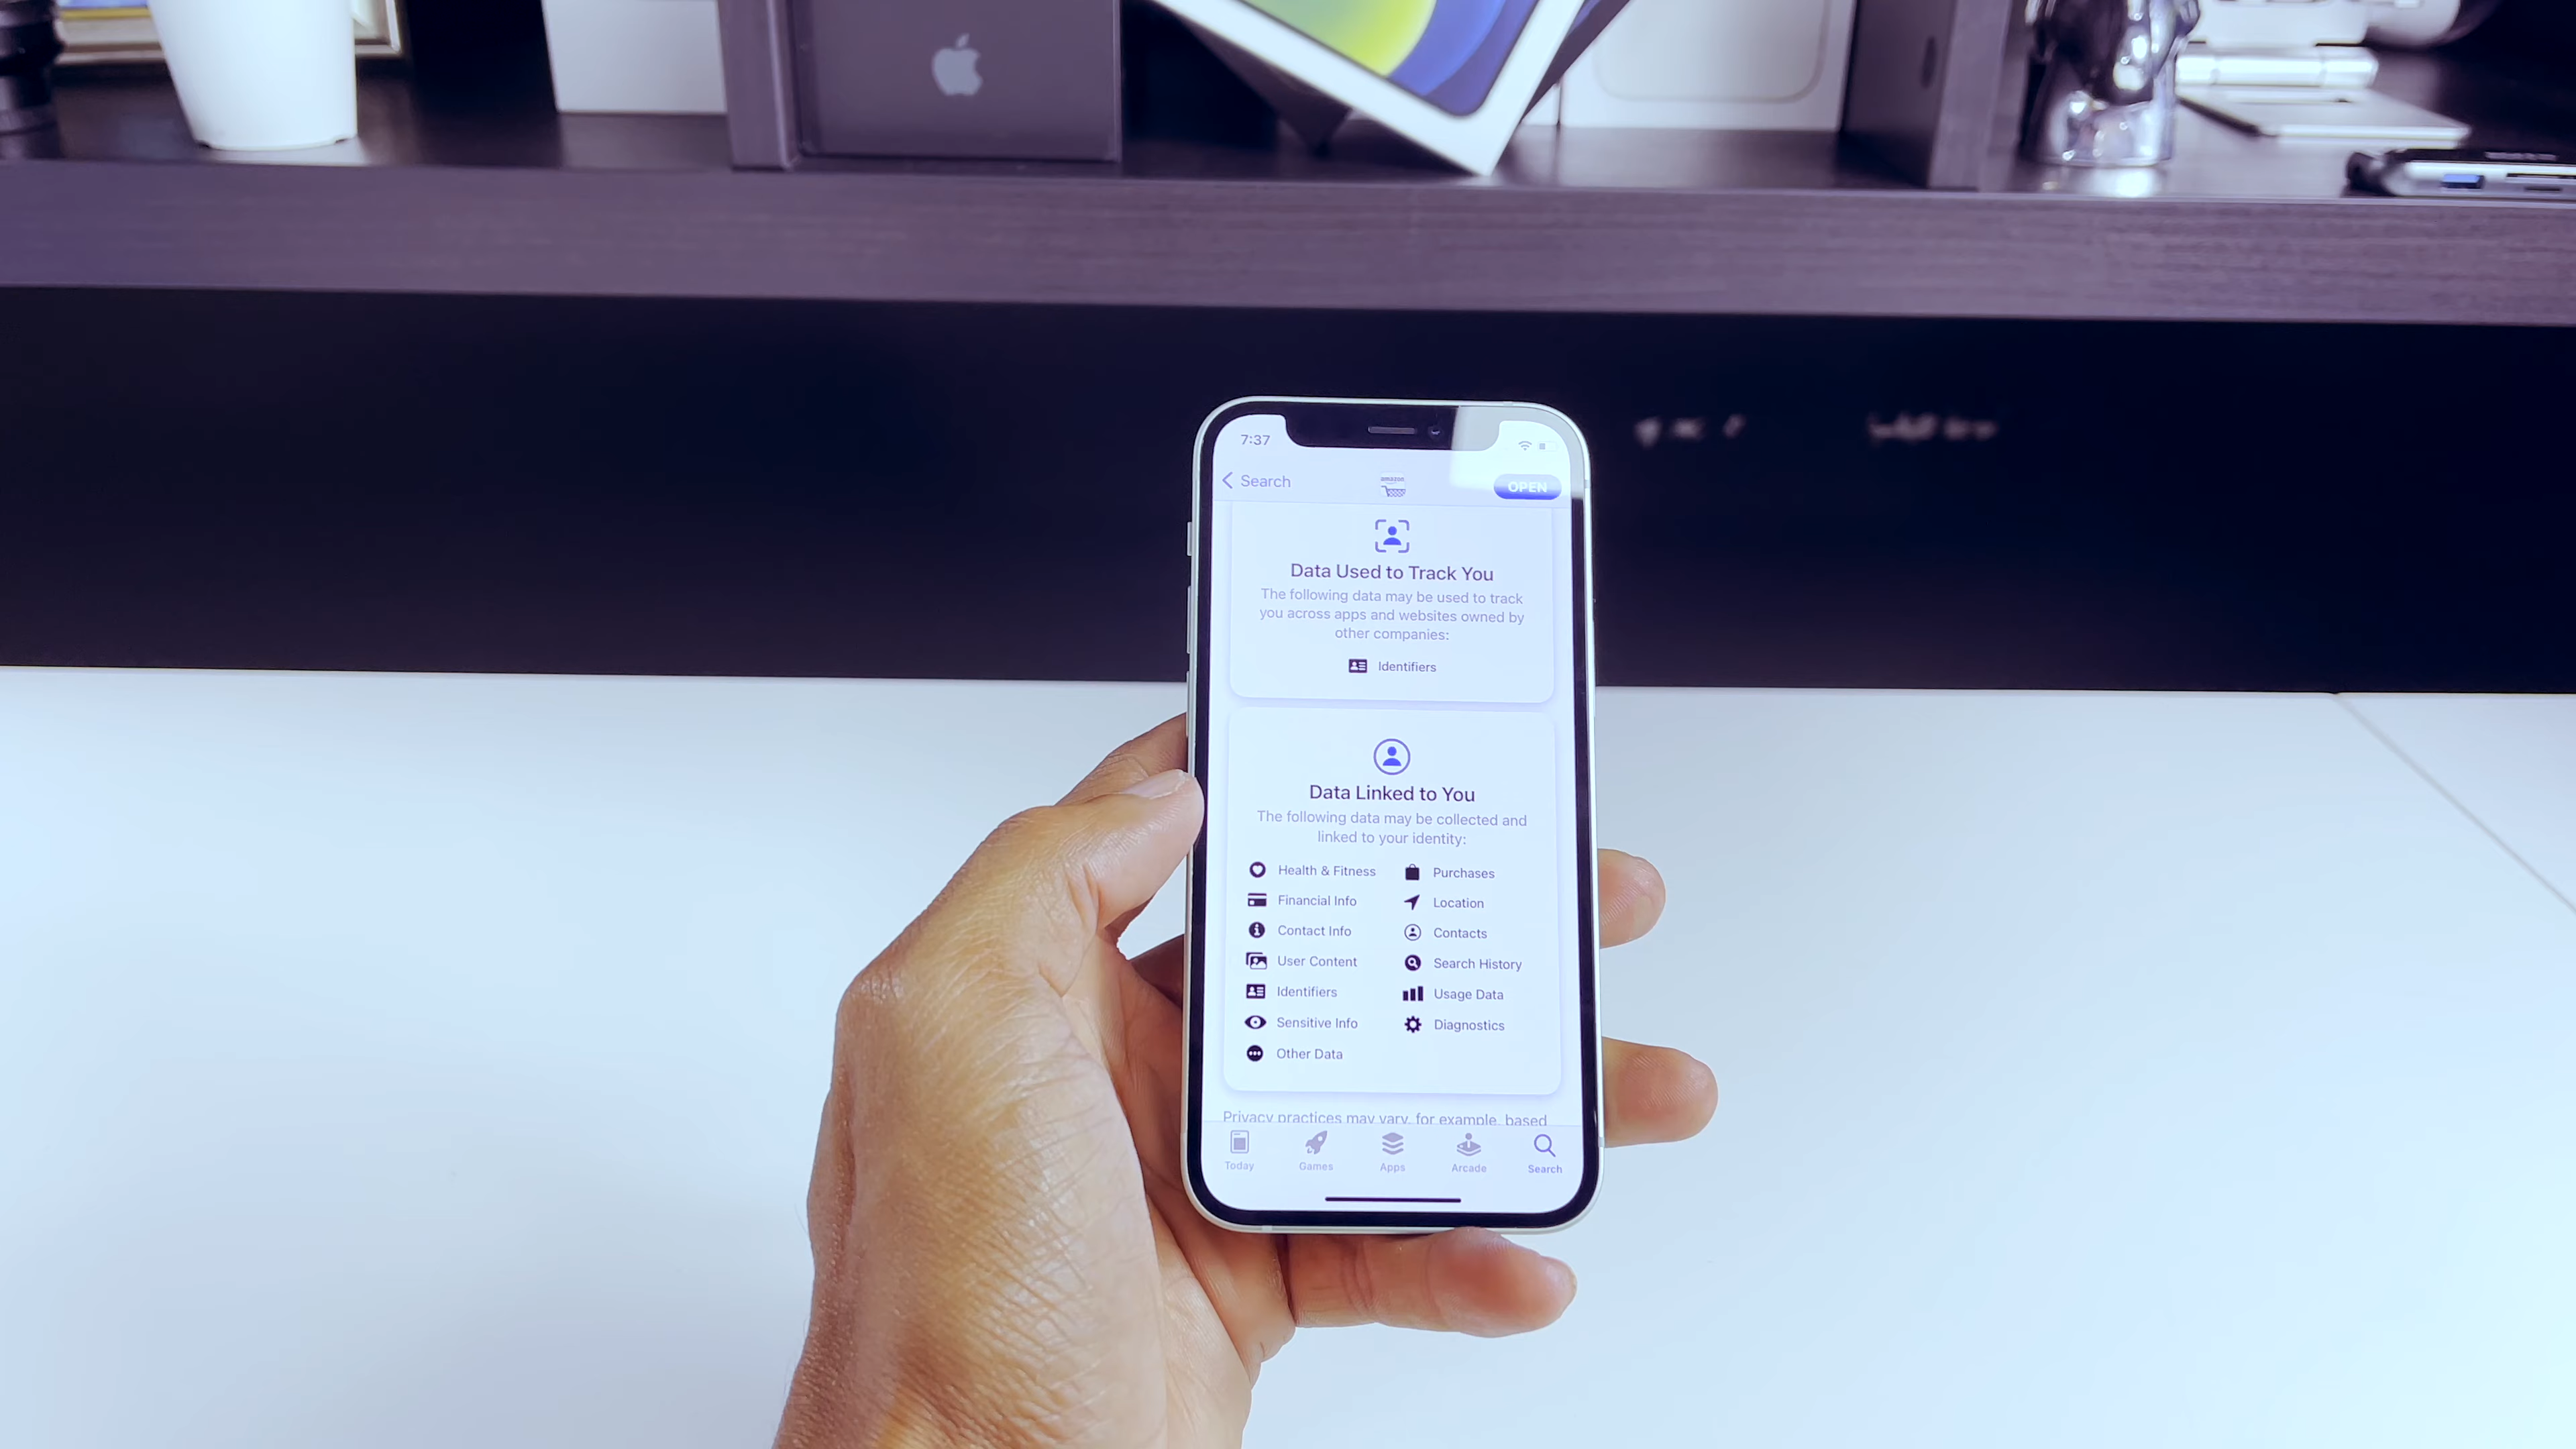 7:37
Search
amazon
OPEN
Data Used to Track You
The following data may be used to track
you across apps and websites owned by
other companies:
Identifiers
Data Linked to You
The following data may be collected and
linked to your identity:
Health & Fitness
Purchases
Financial Info
Location
Contact Info
Contacts
User Content
Search History
Identifiers
Usage Data
Sensitive Info
Diagnostics
Other Data
Privacy practices may vary, for example, based
Today
Games
Apps
Arcade
Search